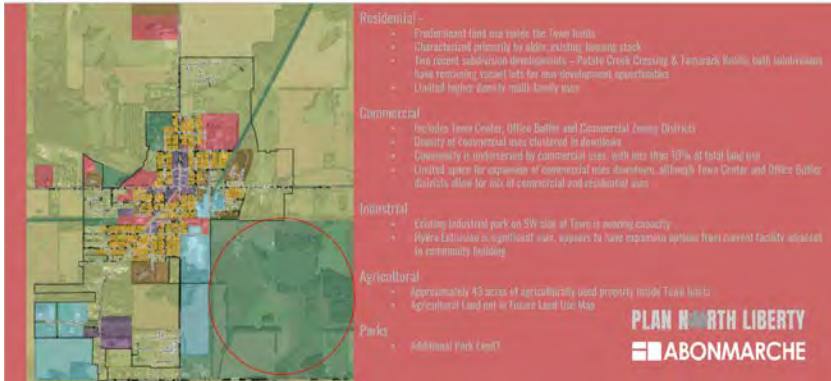 Residential -
Predominant land use inside the Town limits
Characterized primarily by older, existing housing stock
Two recent subdivision developments – Potato Creek Crossing & Tamarack Knolls, both subdivisions
have remaining vacant lots for new development opportunities
Limited higher density multi-family uses
Commercial
Includes Town Center, Office Buffer and Commercial Zoning Districts
Density of commercial uses clustered in downtown
Community is underserved by commercial uses, with less than 10% of total land use
Limited space for expansion of commercial uses downtown, although Town Center and Office Buffer
districts allow for mix of commercial and residential uses
Industrial
Existing industrial park on SW side of Town is nearing capacity
Hydro Extrusion is significant user, appears to have expansion options from current facility adjacent
to community building
Agricultural
Approximately 43 acres of agriculturally used property inside Town limits
Agricultural Land not in Future Land Use Map
Parks
Additional Park Land?
PLAN NORTH LIBERTY
ABONMARCHE